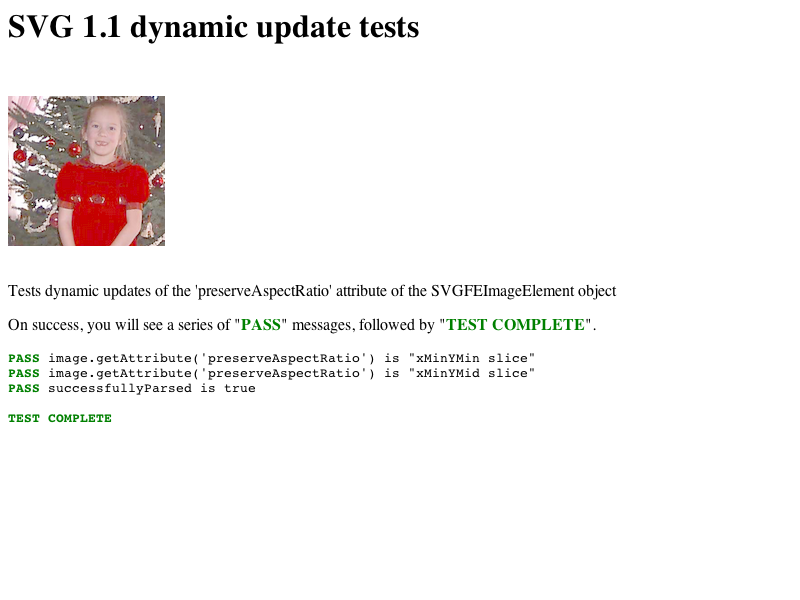 SVG 1.1 dynamic update tests
Tests dynamic updates of the 'preserveAspectRatio' attribute of the SVGFEImageElement object
On success, you will see a series of "PASS" messages, followed by "TEST COMPLETE".
PASS image.getAttribute('preserveAspectRatio') is "xMinYMin slice"
PASS image.getAttribute('preserveAspectRatio') is "xMinYMid slice"
PASS successfullyParsed is true
TEST COMPLETE